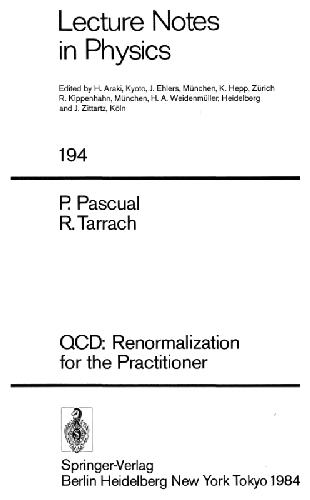 Lecture Notes
in Physics
Edited by H. Araki, Kyoto, J. Ehlers, München, K. Hepp, Zürich
R. Kippenhahn, München, H. A. Weidenmüller, Heidelberg
and J. Zittartz, Köln
194
P. Pascual
R. Tarrach
QCD: Renormalization
for the Practitioner
Springer-Verlag
Berlin Heidelberg New York Tokyo 1984